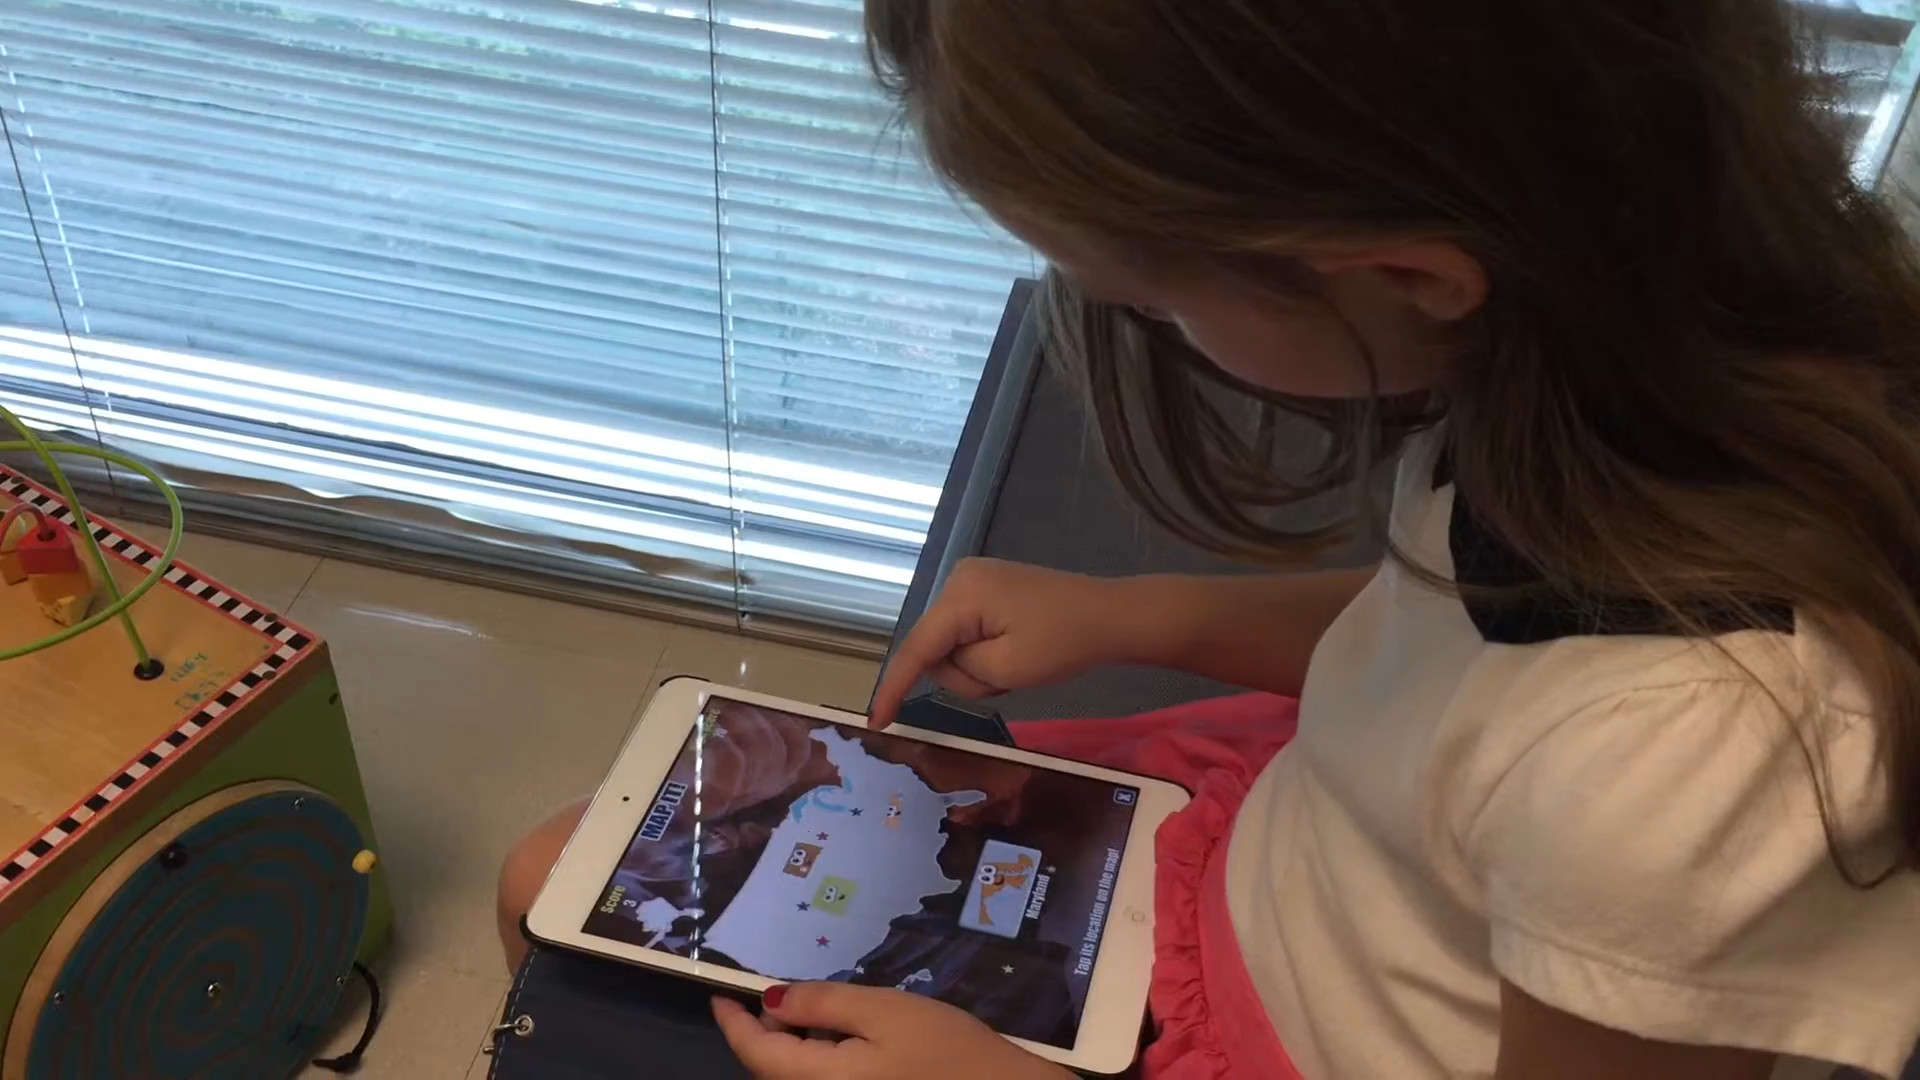 MAP IT!
Score
3
Maryland
Tap its location on the map!
X